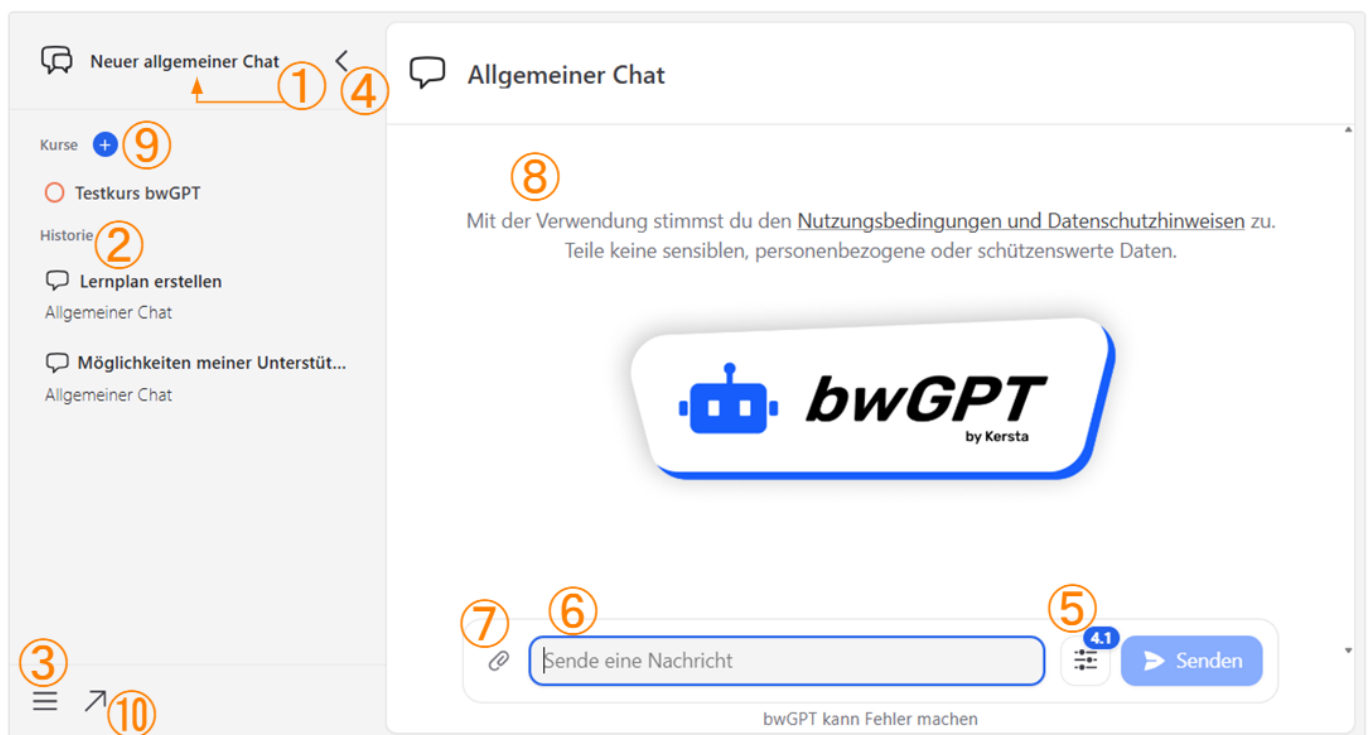 Neuer allgemeiner Chat
①
④
Kurse
⑨
Testkurs bwGPT
Historie
②
Lernplan erstellen
Allgemeiner Chat
Möglichkeiten meiner Unterstüt...
Allgemeiner Chat
③
⑩
Allgemeiner Chat
⑧
Mit der Verwendung stimmst du den Nutzungsbedingungen und Datenschutzhinweisen zu.
Teile keine sensiblen, personenbezogene oder schützenswerte Daten.
bwGPT
by Kersta
⑦
⑥
⑤
4.1
Sende eine Nachricht
Senden
bwGPT kann Fehler machen